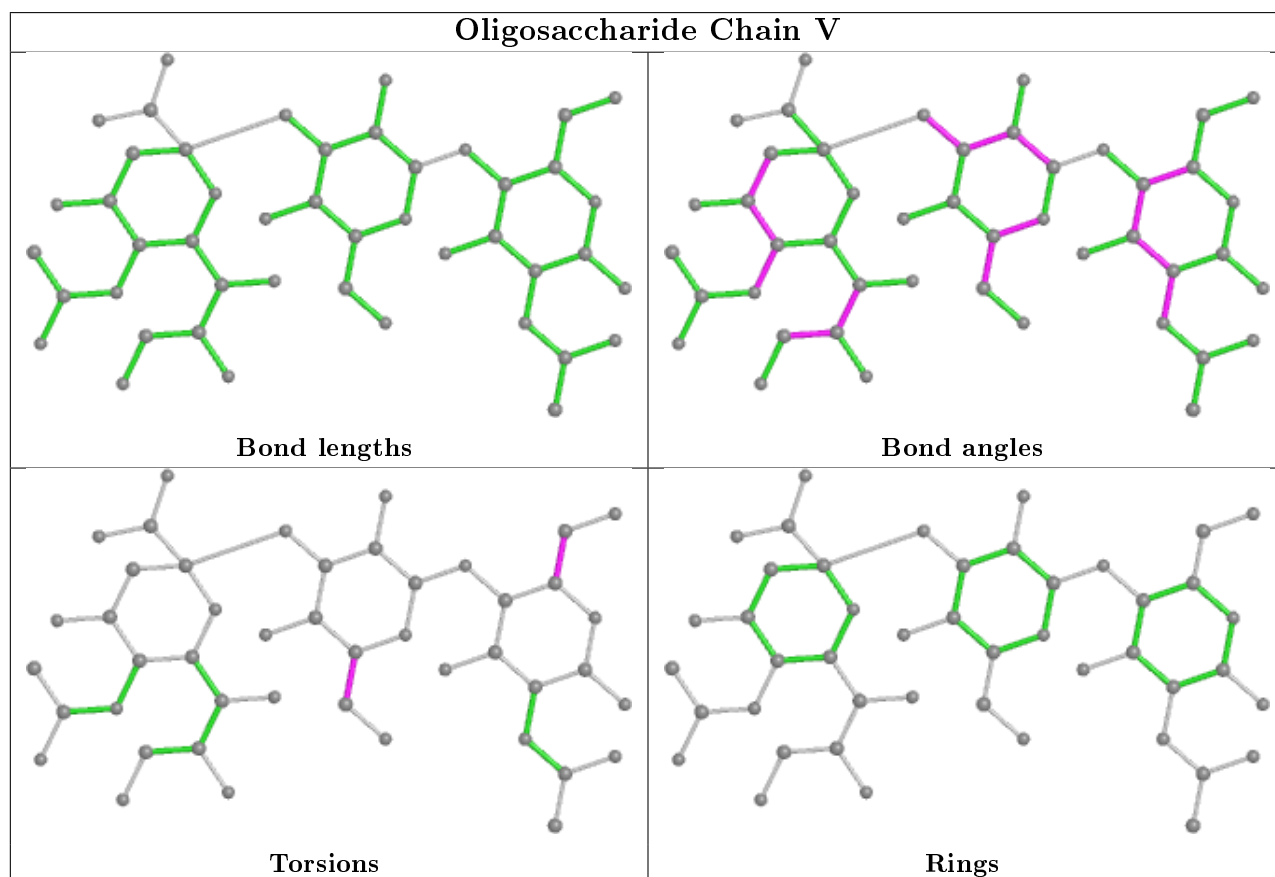 Oligosaccharide Chain V
Bond lengths
Bond angles
Torsions
Rings